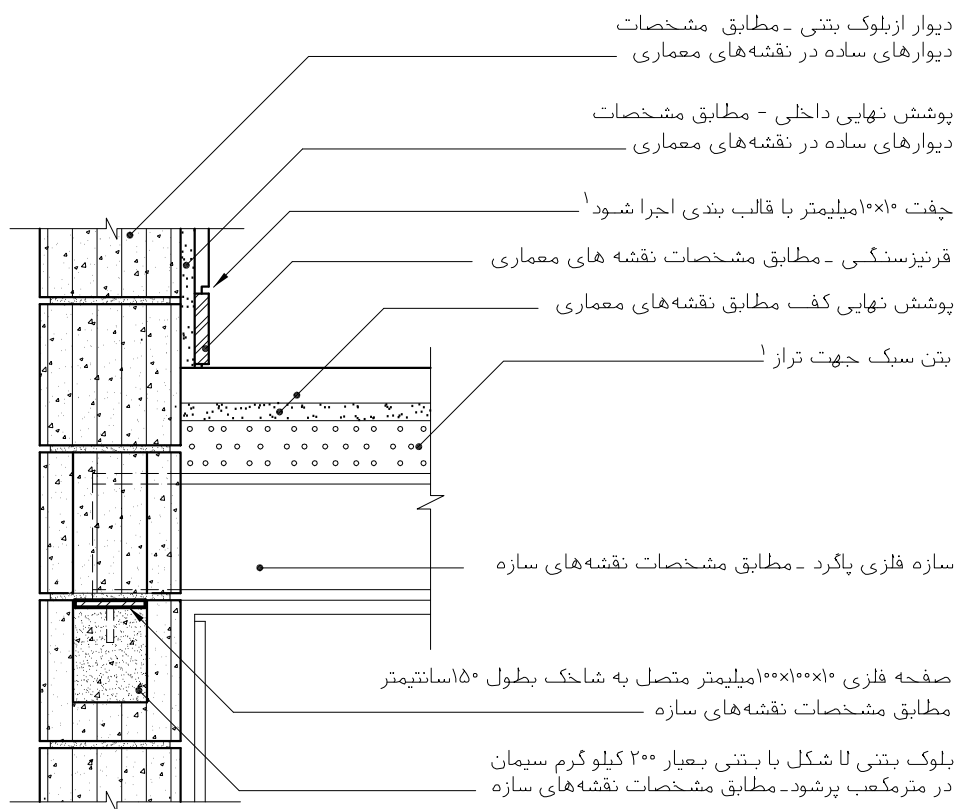 دیوار ازبلوک بتنی - مطابق مشخصات
دیوارهای ساده در نقشه‌های معماری
پوشش نهایی داخلی - مطابق مشخصات
دیوارهای ساده در نقشه‌های معماری
چفت ۱۰×۱۰میلیمتر با قالب بندی اجرا شود۱
قرنیزسنگی - مطابق مشخصات نقشه های معماری
پوشش نهایی کف مطابق نقشه‌های معماری
بتن سبک جهت تراز ۱
سازه فلزی پاگرد - مطابق مشخصات نقشه‌های سازه
صفحه فلزی ۱۰×۱۰۰×۱۰۰میلیمتر متصل به شاخک بطول ۱۵۰سانتیمتر
مطابق مشخصات نقشه‌های سازه
بلوک بتنی U شکل با بتنی بعیار ۲۰۰ کیلو گرم سیمان
در مترمکعب پرشود- مطابق مشخصات نقشه‌های سازه